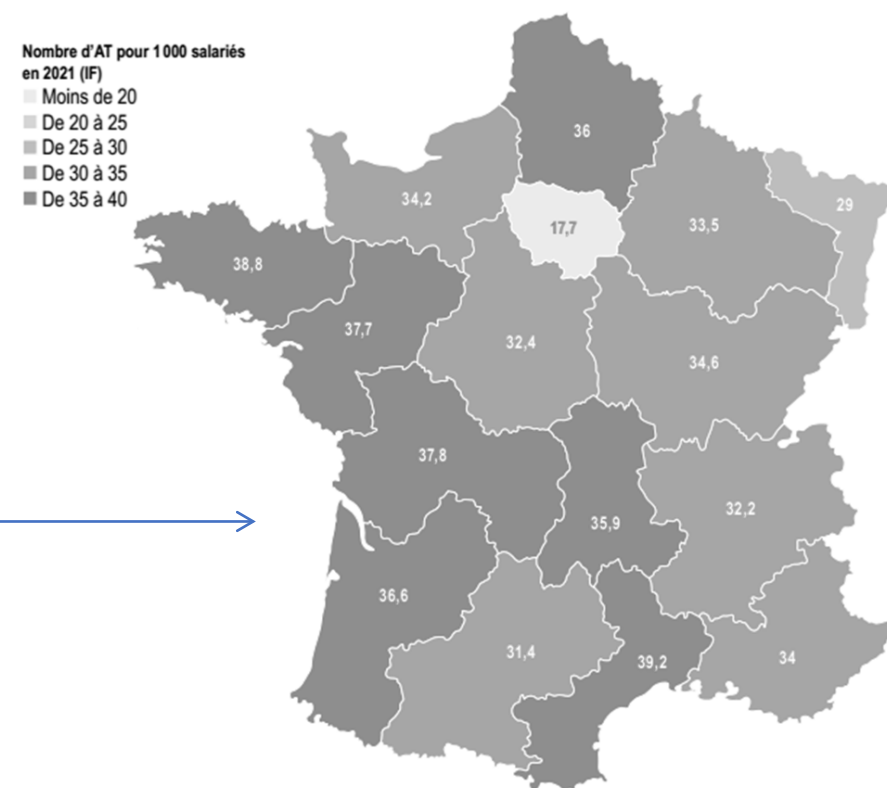 Nombre d'AT pour 1 000 salariés
en 2021 (IF)
Moins de 20
De 20 à 25
De 25 à 30
De 30 à 35
De 35 à 40
36
34,2
17,7
33,5
29
38,8
37,7
32,4
34,6
37,8
35,9
32,2
36,6
31,4
39,2
34